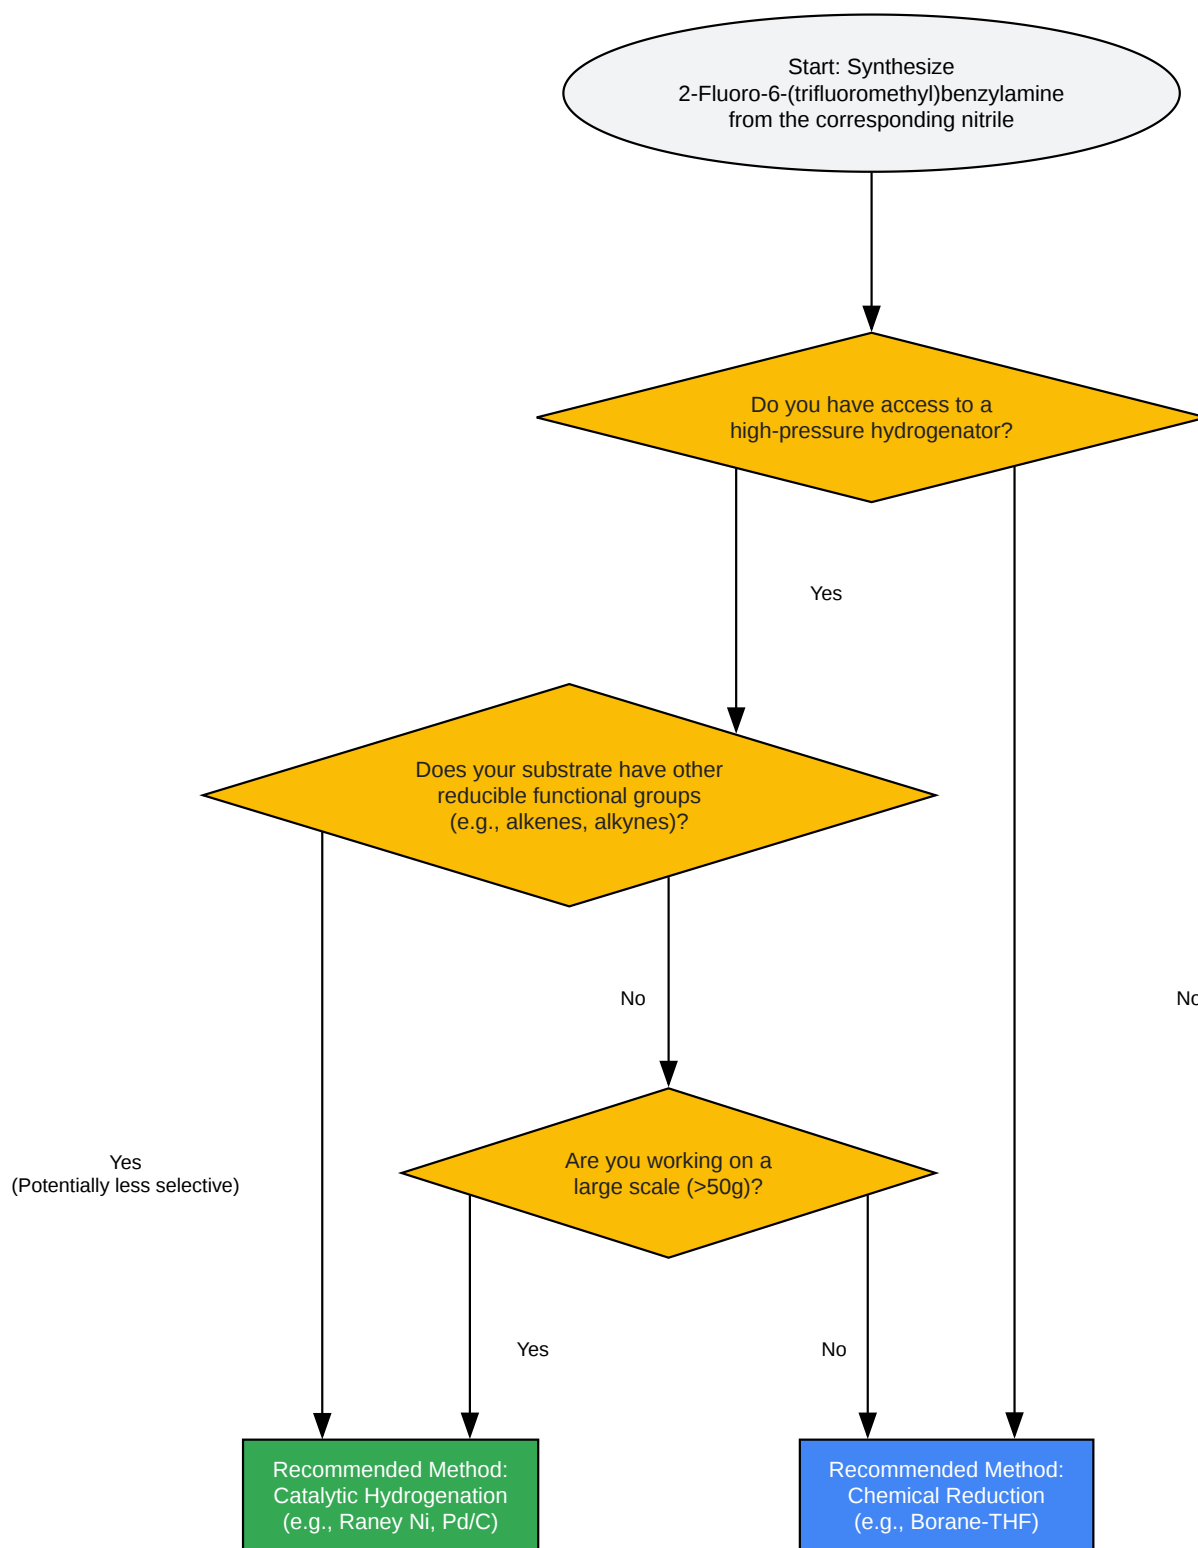 Start: Synthesize
2-Fluoro-6-(trifluoromethyl)benzylamine
from the corresponding nitrile
Do you have access to a
high-pressure hydrogenator?
Yes
Does your substrate have other
reducible functional groups
(e.g., alkenes, alkynes)?
No
No
Are you working on a
large scale (>50g)?
Yes
(Potentially less selective)
Yes
No
Recommended Method:
Catalytic Hydrogenation
(e.g., Raney Ni, Pd/C)
Recommended Method:
Chemical Reduction
(e.g., Borane-THF)